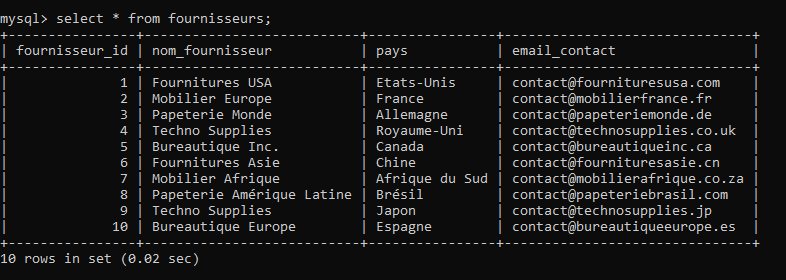 mysql> select * from fournisseurs;
+----------------+--------------------------+----------------+-------------------------------+
| fournisseur_id | nom_fournisseur          | pays           | email_contact                 |
+----------------+--------------------------+----------------+-------------------------------+
|              1 | Fournitures USA          | Etats-Unis     | contact@fournituresusa.com    |
|              2 | Mobilier Europe          | France         | contact@mobilierfrance.fr     |
|              3 | Papeterie Monde          | Allemagne      | contact@papeteriemonde.de     |
|              4 | Techno Supplies          | Royaume-Uni    | contact@technosupplies.co.uk  |
|              5 | Bureautique Inc.         | Canada         | contact@bureautiqueinc.ca     |
|              6 | Fournitures Asie         | Chine          | contact@fournituresasie.cn    |
|              7 | Mobilier Afrique         | Afrique du Sud | contact@mobilierafrique.co.za |
|              8 | Papeterie Amérique Latine | Brésil         | contact@papeteriebrasil.com   |
|              9 | Techno Supplies          | Japon          | contact@technosupplies.jp     |
|             10 | Bureautique Europe       | Espagne        | contact@bureautiqueeurope.es  |
+----------------+--------------------------+----------------+-------------------------------+
10 rows in set (0.02 sec)